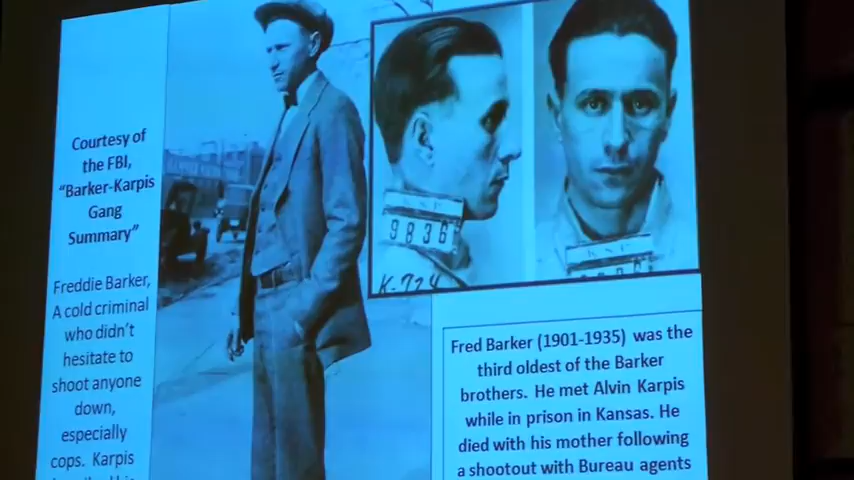 Courtesy of
the FBI,
"Barker-Karpis
Gang
Summary"
Freddie Barker,
A cold criminal
who didn't
hesitate to
shoot anyone
down,
especially
cops. Karpis
9836
K-724
Fred Barker (1901-1935) was the
third oldest of the Barker
brothers. He met Alvin Karpis
while in prison in Kansas. He
died with his mother following
a shootout with Bureau agents